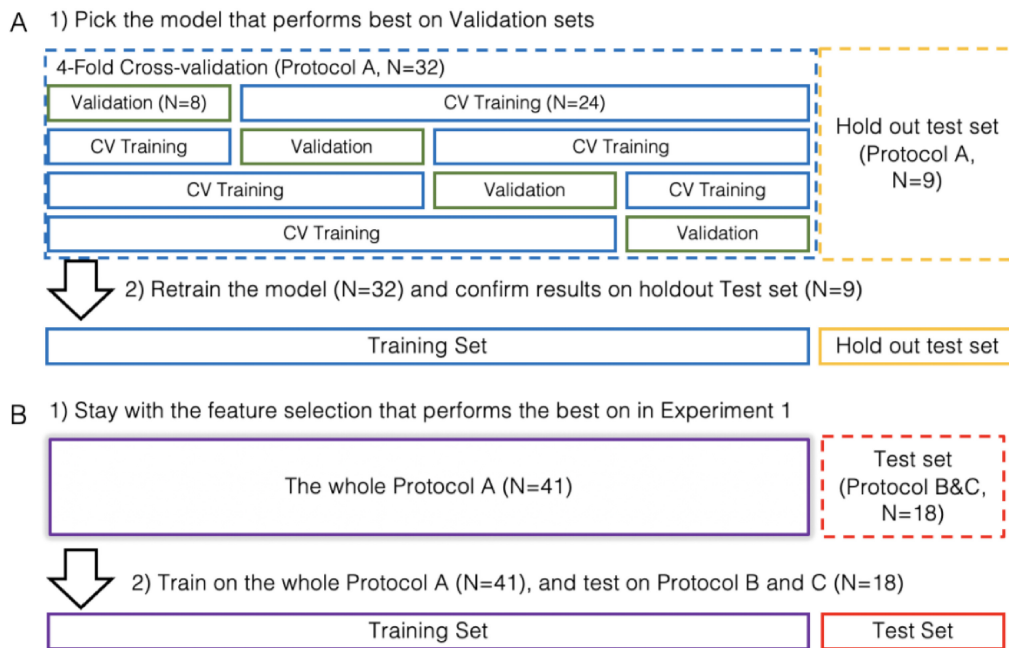 A 1) Pick the model that performs best on Validation sets
4-Fold Cross-validation (Protocol A, N=32)
Validation (N=8) CV Training (N=24)
CV Training Validation CV Training
CV Training Validation CV Training
CV Training Validation
Hold out test set
(Protocol A,
N=9)
2) Retrain the model (N=32) and confirm results on holdout Test set (N=9)
Training Set Hold out test set
B 1) Stay with the feature selection that performs the best on in Experiment 1
The whole Protocol A (N=41)
Test set
(Protocol B&C,
N=18)
2) Train on the whole Protocol A (N=41), and test on Protocol B and C (N=18)
Training Set Test Set